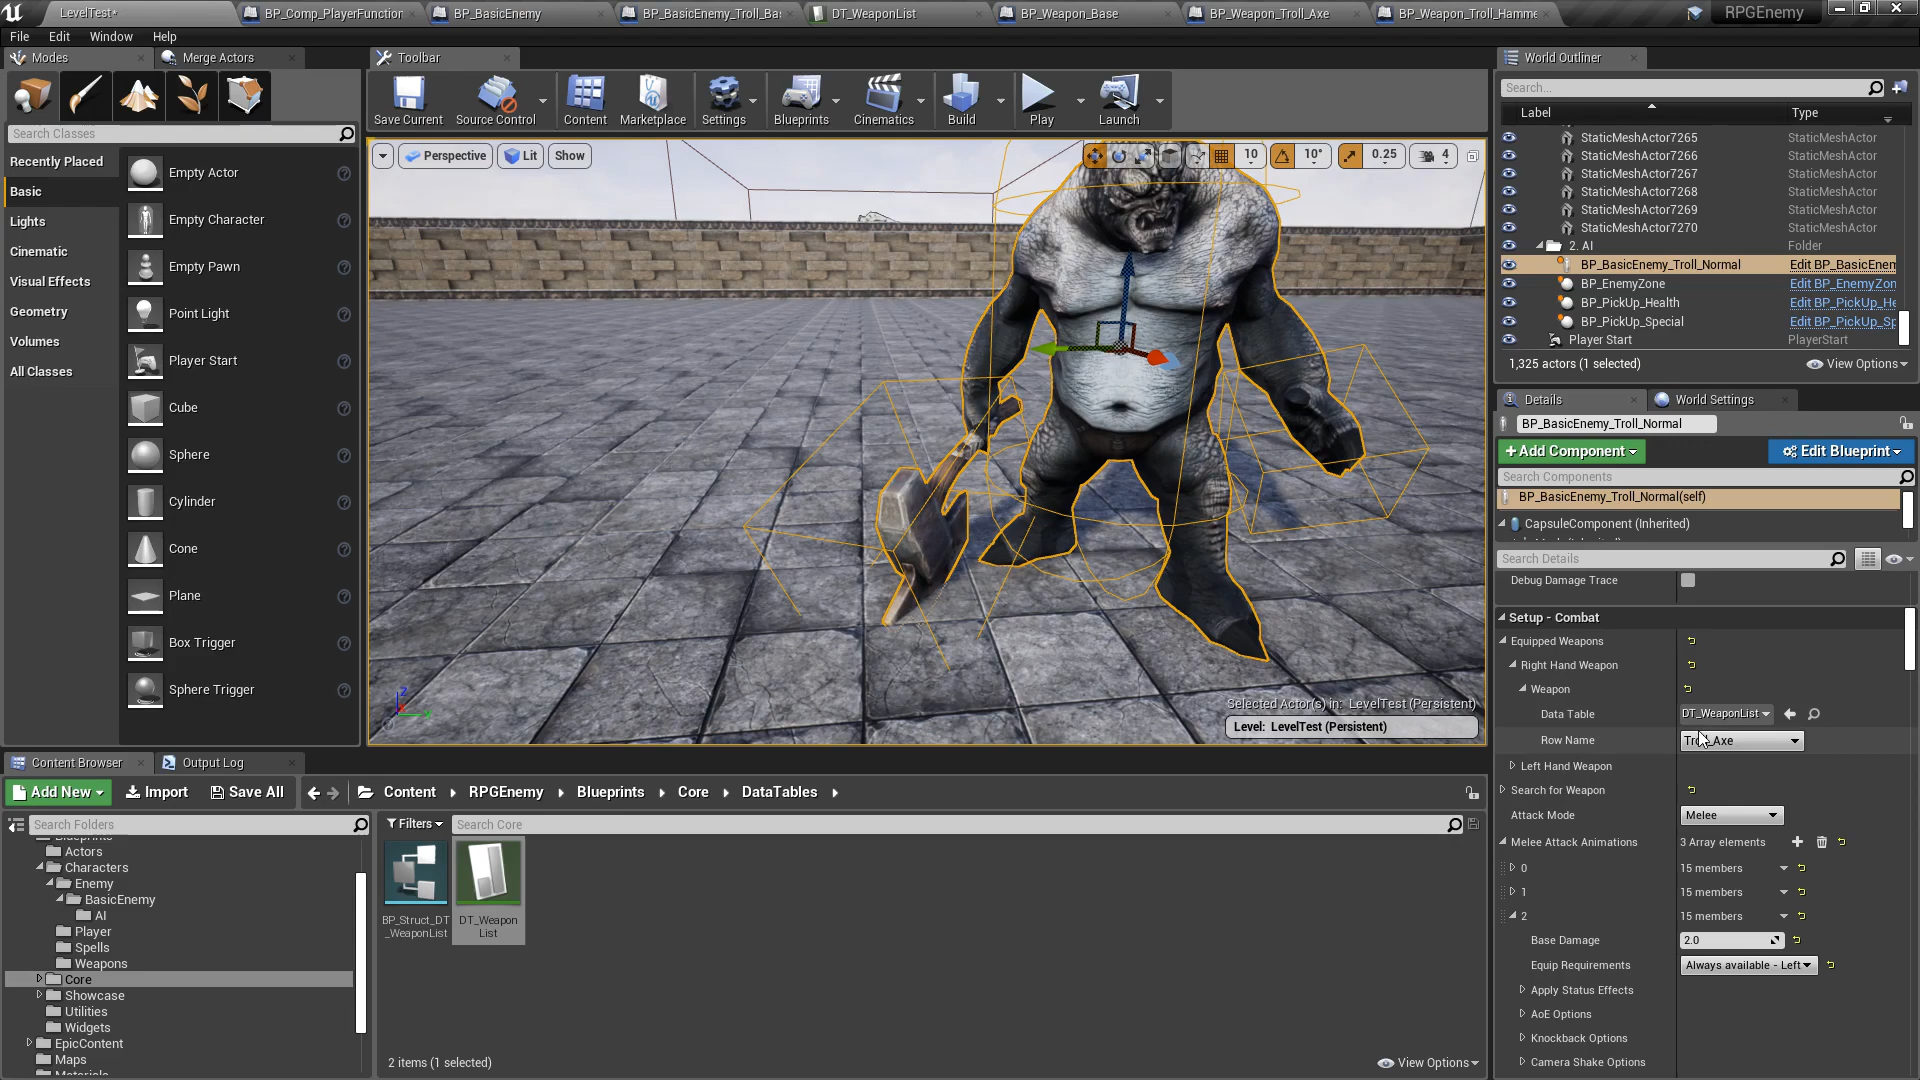 LevelTest*
BP_Comp_PlayerFunction
BP_BasicEnemy
BP_BasicEnemy_Troll_Ba
DT_WeaponList
BP_Weapon_Base
BP_Weapon_Troll_Axe
BP_Weapon_Troll_Hamme
RPGEnemy
File
Edit
Window
Help
Modes
Merge Actors
Toolbar
World Outliner
Save Current
Source Control
Content
Marketplace
Settings
Blueprints
Cinematics
Build
Play
Launch
Search...
Label
Type
Search Classes
Recently Placed
Basic
Lights
Cinematic
Visual Effects
Geometry
Volumes
All Classes
Empty Actor
Empty Character
Empty Pawn
Point Light
Player Start
Cube
Sphere
Cylinder
Cone
Plane
Box Trigger
Sphere Trigger
Perspective
Lit
Show
10
10°
0.25
4
StaticMeshActor7265 StaticMeshActor
StaticMeshActor7266 StaticMeshActor
StaticMeshActor7267 StaticMeshActor
StaticMeshActor7268 StaticMeshActor
StaticMeshActor7269 StaticMeshActor
StaticMeshActor7270 StaticMeshActor
2. AI Folder
BP_BasicEnemy_Troll_Normal Edit BP_BasicEnem
BP_EnemyZone Edit BP_EnemyZon
BP_PickUp_Health Edit BP_PickUp_He
BP_PickUp_Special Edit BP_PickUp_Sp
Player Start PlayerStart
1,325 actors (1 selected)
View Options
Details
World Settings
BP_BasicEnemy_Troll_Normal
+Add Component
Edit Blueprint
Search Components
BP_BasicEnemy_Troll_Normal(self)
CapsuleComponent (Inherited)
Search Details
Debug Damage Trace
Setup - Combat
Equipped Weapons
Right Hand Weapon
Weapon
Data Table DT_WeaponList
Row Name Troll_Axe
Left Hand Weapon
Search for Weapon
Attack Mode Melee
Melee Attack Animations 3 Array elements
0 15 members
1 15 members
2 15 members
Base Damage 2.0
Equip Requirements Always available - Left
Apply Status Effects
AoE Options
Knockback Options
Camera Shake Options
Selected Actor(s) in: LevelTest (Persistent)
Level: LevelTest (Persistent)
Content Browser
Output Log
Add New
Import
Save All
Content
RPGEnemy
Blueprints
Core
DataTables
Search Folders
Filters
Search Core
Actors
Characters
Enemy
BasicEnemy
AI
Player
Spells
Weapons
Core
Showcase
Utilities
Widgets
EpicContent
Maps
BP_Struct_DT
_WeaponList
DT_Weapon
List
2 items (1 selected)
View Options